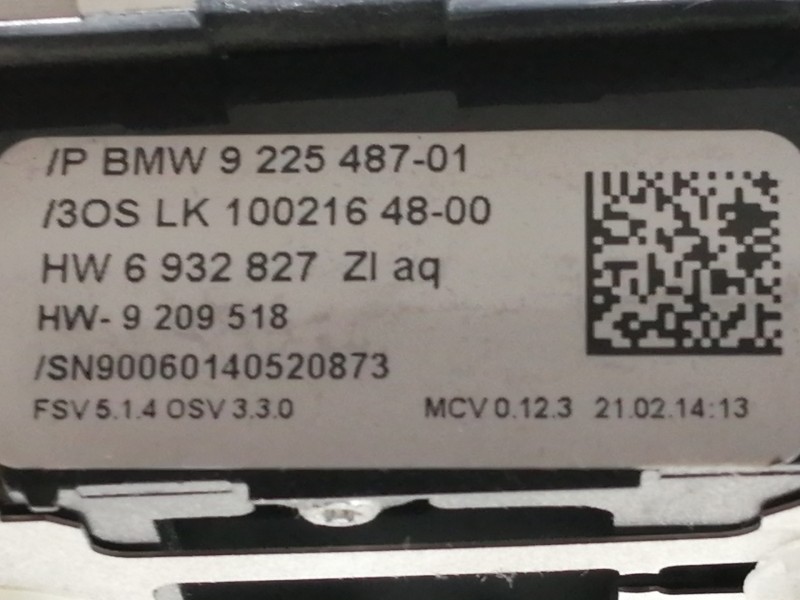 /P BMW 9 225 487-01
/3OS LK 100216 48-00
HW 6 932 827 ZI aq
HW- 9 209 518
/SN90060140520873
FSV 5.1.4 OSV 3.3.0 MCV 0.12.3 21.02.14:13